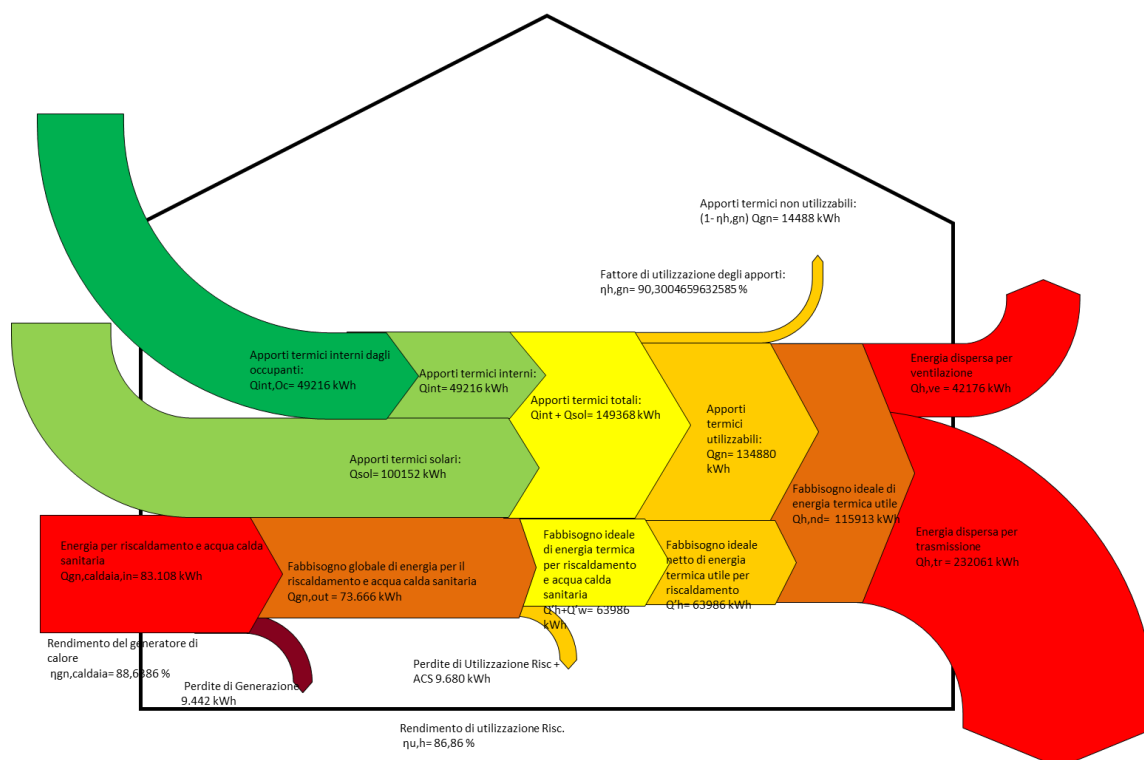 Apporti termici non utilizzabili:
(1- ηh,gn) Qgn= 14488 kWh
Fattore di utilizzazione degli apporti:
ηh,gn= 90,3004659632585 %
Apporti termici interni dagli
occupanti:
Qint,Oc= 49216 kWh
Apporti termici interni:
Qint= 49216 kWh
Apporti termici totali:
Qint + Qsol= 149368 kWh
Apporti
termici
utilizzabili:
Qgn= 134880
kWh
Energia dispersa per
ventilazione
Qh,ve = 42176 kWh
Apporti termici solari:
Qsol= 100152 kWh
Fabbisogno ideale di
energia termica utile
Qh,nd= 115913 kWh
Energia dispersa per
trasmissione
Qh,tr = 232061 kWh
Energia per riscaldamento e acqua calda
sanitaria
Qgn,caldaia,in= 83.108 kWh
Fabbisogno globale di energia per il
riscaldamento e acqua calda sanitaria
Qgn,out = 73.666 kWh
Fabbisogno ideale
di energia termica
per riscaldamento
e acqua calda
sanitaria
Q'h+Q'w= 63986
kWh
Fabbisogno ideale
netto di energia
termica utile per
riscaldamento
Q'h= 63986 kWh
Rendimento del generatore di
calore
ηgn,caldaia= 88,6386 %
Perdite di Generazione
9.442 kWh
Perdite di Utilizzazione Risc +
ACS 9.680 kWh
Rendimento di utilizzazione Risc.
ηu,h= 86,86 %